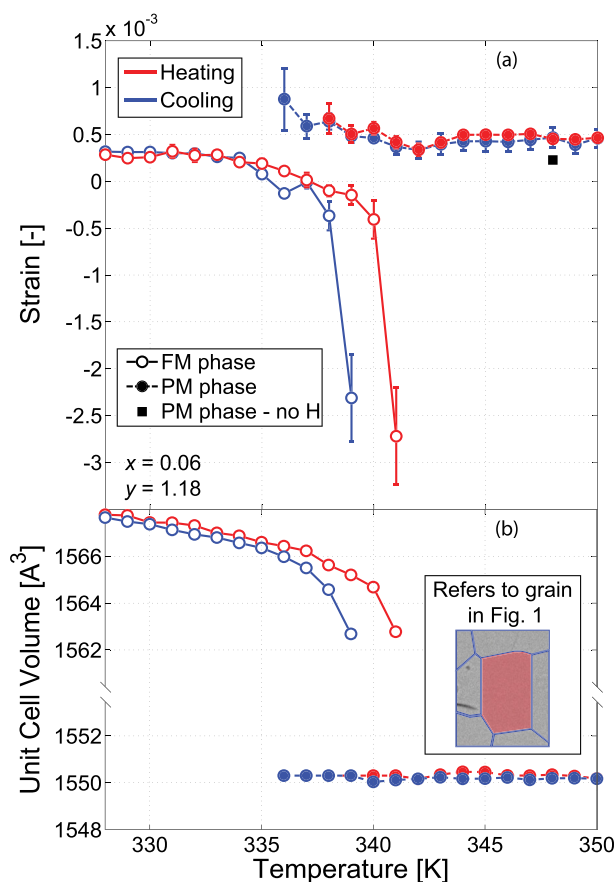 x 10⁻³
(a)
1.5
1
0.5
0
-0.5
-1
-1.5
-2
-2.5
-3
Strain [-]
Heating
Cooling
FM phase
PM phase
PM phase - no H
x = 0.06
y = 1.18
(b)
1566
1564
1562
1552
1550
1548
Unit Cell Volume [A³]
Refers to grain
in Fig. 1
330 335 340 345 350
Temperature [K]